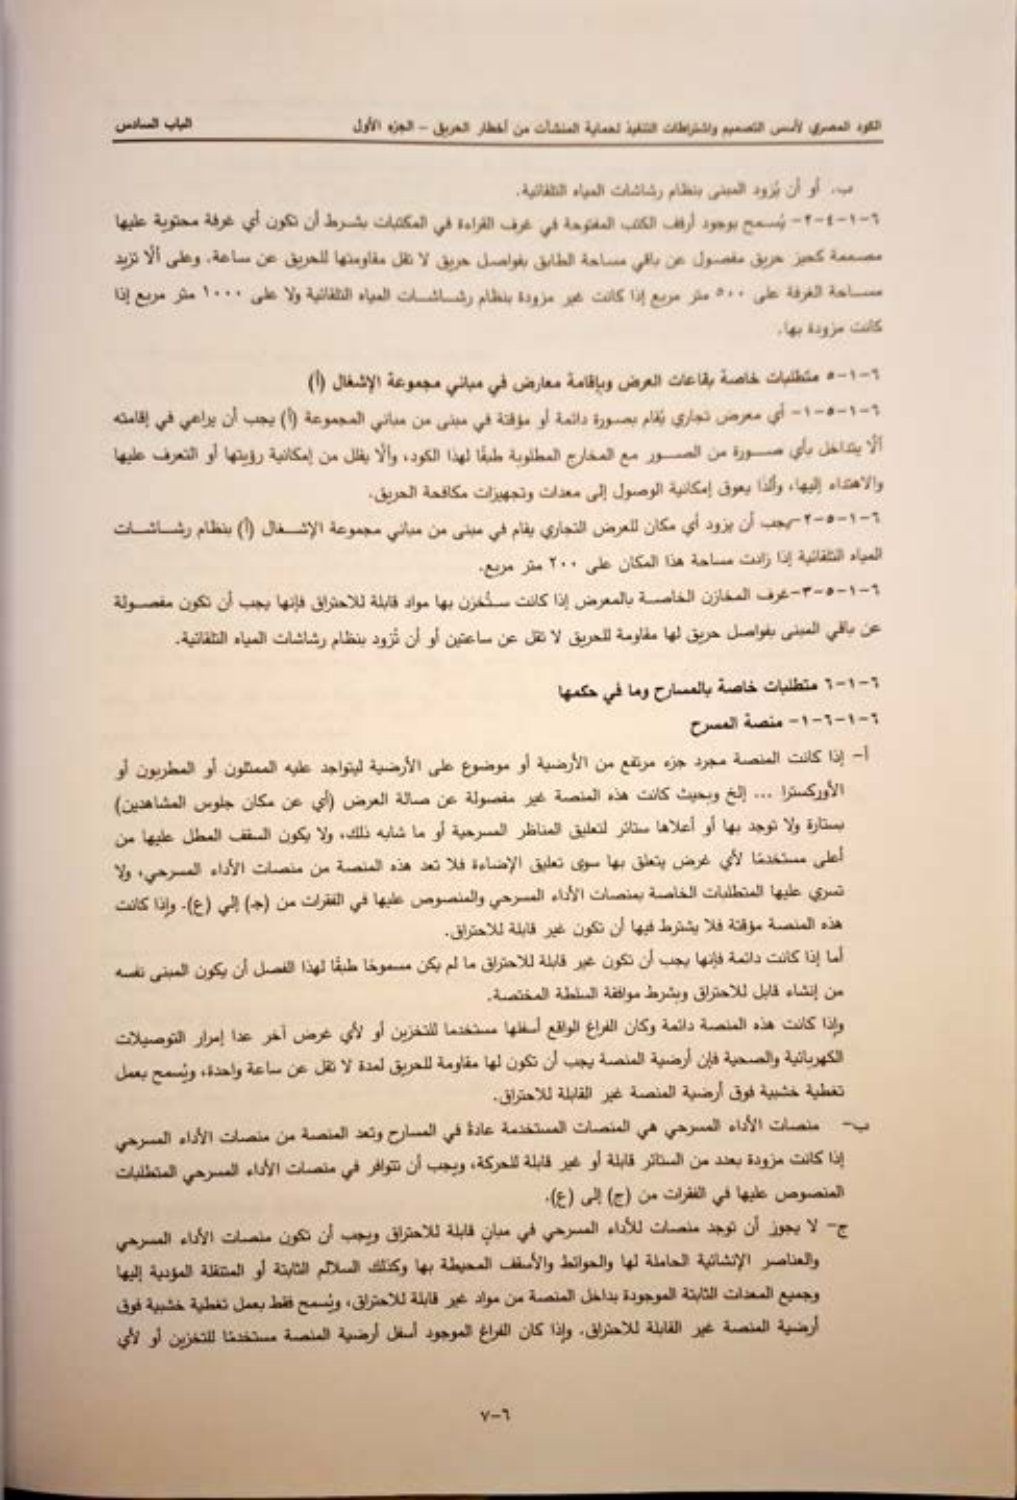 الكود المصري لأسس التصميم واشتراطات التنفيذ لحماية المنشآت من أخطار الحريق – الجزء الأول
الباب السادس
ب. أو أن يُزود المبنى بنظام رشاشات المياه التلقائية.
٦-١-٤-٢- يُسمح بوجود أرفف الكتب المفتوحة في غرف القراءة في المكتبات بشرط أن تكون أي غرفة محتوية عليها
مصممة كحيز حريق مفصول عن باقي مساحة الطابق بفواصل حريق لا تقل مقاومتها للحريق عن ساعة، وعلى ألا تزيد
مساحة الغرفة على ٥٠٠ متر مربع إذا كانت غير مزودة بنظام رشاشات المياه التلقائية ولا على ١٠٠٠ متر مربع إذا
كانت مزودة بها.
٦-١-٥ متطلبات خاصة بقاعات العرض وبإقامة معارض في مباني مجموعة الإشغال (أ)
٦-١-٥-١- أي معرض تجاري يُقام بصورة دائمة أو مؤقتة في مبنى من مباني المجموعة (أ) يجب أن يراعي في إقامته
ألا يتداخل بأي صورة من الصور مع المخارج المطلوبة طبقًا لهذا الكود، وألا يقلل من إمكانية رؤيتها أو التعرف عليها
والاهتداء إليها، وألا يعوق إمكانية الوصول إلى معدات وتجهيزات مكافحة الحريق.
٦-١-٥-٢-يجب أن يزود أي مكان للعرض التجاري يقام في مبنى من مباني مجموعة الإشغال (أ) بنظام رشاشات
المياه التلقائية إذا زادت مساحة هذا المكان على ٢٠٠ متر مربع.
٦-١-٥-٣-غرف المخازن الخاصة بالمعرض إذا كانت ستُخزن بها مواد قابلة للاحتراق فإنها يجب أن تكون مفصولة
عن باقي المبنى بفواصل حريق لها مقاومة للحريق لا تقل عن ساعتين أو أن تُزود بنظام رشاشات المياه التلقائية.
٦-١-٦ متطلبات خاصة بالمسارح وما في حكمها
٦-١-٦-١- منصة المسرح
أ- إذا كانت المنصة مجرد جزء مرتفع من الأرضية أو موضوع على الأرضية ليتواجد عليه الممثلون أو المطربون أو
الأوركسترا ... إلخ وبحيث كانت هذه المنصة غير مفصولة عن صالة العرض (أي عن مكان جلوس المشاهدين)
بستارة ولا توجد بها أو أعلاها ستائر لتعليق المناظر المسرحية أو ما شابه ذلك، ولا يكون السقف المطل عليها من
أعلى مستخدمًا لأي غرض يتعلق بها سوى تعليق الإضاءة فلا تعد هذه المنصة من منصات الأداء المسرحي، ولا
تسري عليها المتطلبات الخاصة بمنصات الأداء المسرحي والمنصوص عليها في الفقرات من (ج) إلي (ع). وإذا كانت
هذه المنصة مؤقتة فلا يشترط فيها أن تكون غير قابلة للاحتراق.
أما إذا كانت دائمة فإنها يجب أن تكون غير قابلة للاحتراق ما لم يكن مسموحًا طبقًا لهذا الفصل أن يكون المبنى نفسه
من إنشاء قابل للاحتراق وبشرط موافقة السلطة المختصة.
وإذا كانت هذه المنصة دائمة وكان الفراغ الواقع أسفلها مستخدما للتخزين أو لأي غرض آخر عدا إمرار التوصيلات
الكهربائية والصحية فإن أرضية المنصة يجب أن تكون لها مقاومة للحريق لمدة لا تقل عن ساعة واحدة، ويُسمح بعمل
تغطية خشبية فوق أرضية المنصة غير القابلة للاحتراق.
ب- منصات الأداء المسرحي هي المنصات المستخدمة عادةً في المسارح وتعد المنصة من منصات الأداء المسرحي
إذا كانت مزودة بعدد من الستائر قابلة أو غير قابلة للحركة، ويجب أن تتوافر في منصات الأداء المسرحي المتطلبات
المنصوص عليها في الفقرات من (ج) إلى (ع).
ج- لا يجوز أن توجد منصات للأداء المسرحي في مبانٍ قابلة للاحتراق ويجب أن تكون منصات الأداء المسرحي
والعناصر الإنشائية الحاملة لها والحوائط والأسقف المحيطة بها وكذلك السلالم الثابتة أو المتنقلة المؤدية إليها
وجميع المعدات الثابتة الموجودة بداخل المنصة من مواد غير قابلة للاحتراق، ويُسمح فقط بعمل تغطية خشبية فوق
أرضية المنصة غير القابلة للاحتراق. وإذا كان الفراغ الموجود أسفل أرضية المنصة مستخدمًا للتخزين أو لأي
٦-٧